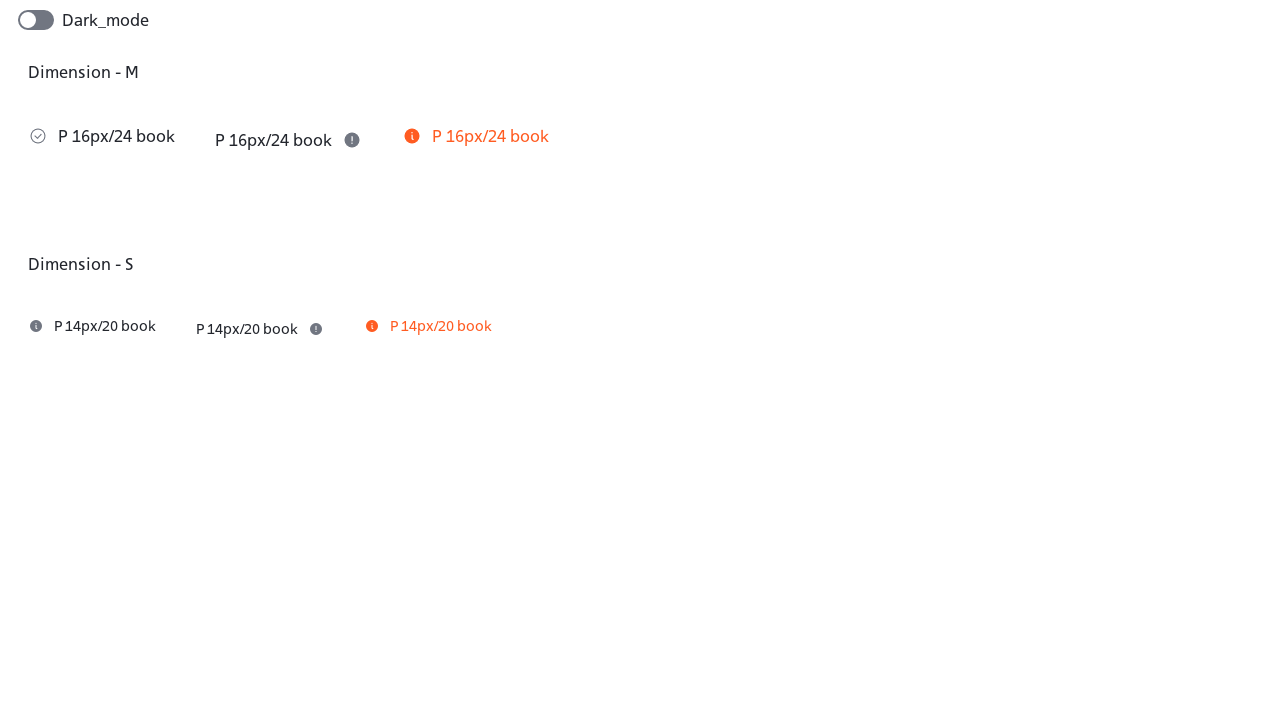 Dark_mode
Dimension - M
P 16px/24 book P 16px/24 book P 16px/24 book
Dimension - S
P 14px/20 book P 14px/20 book P 14px/20 book